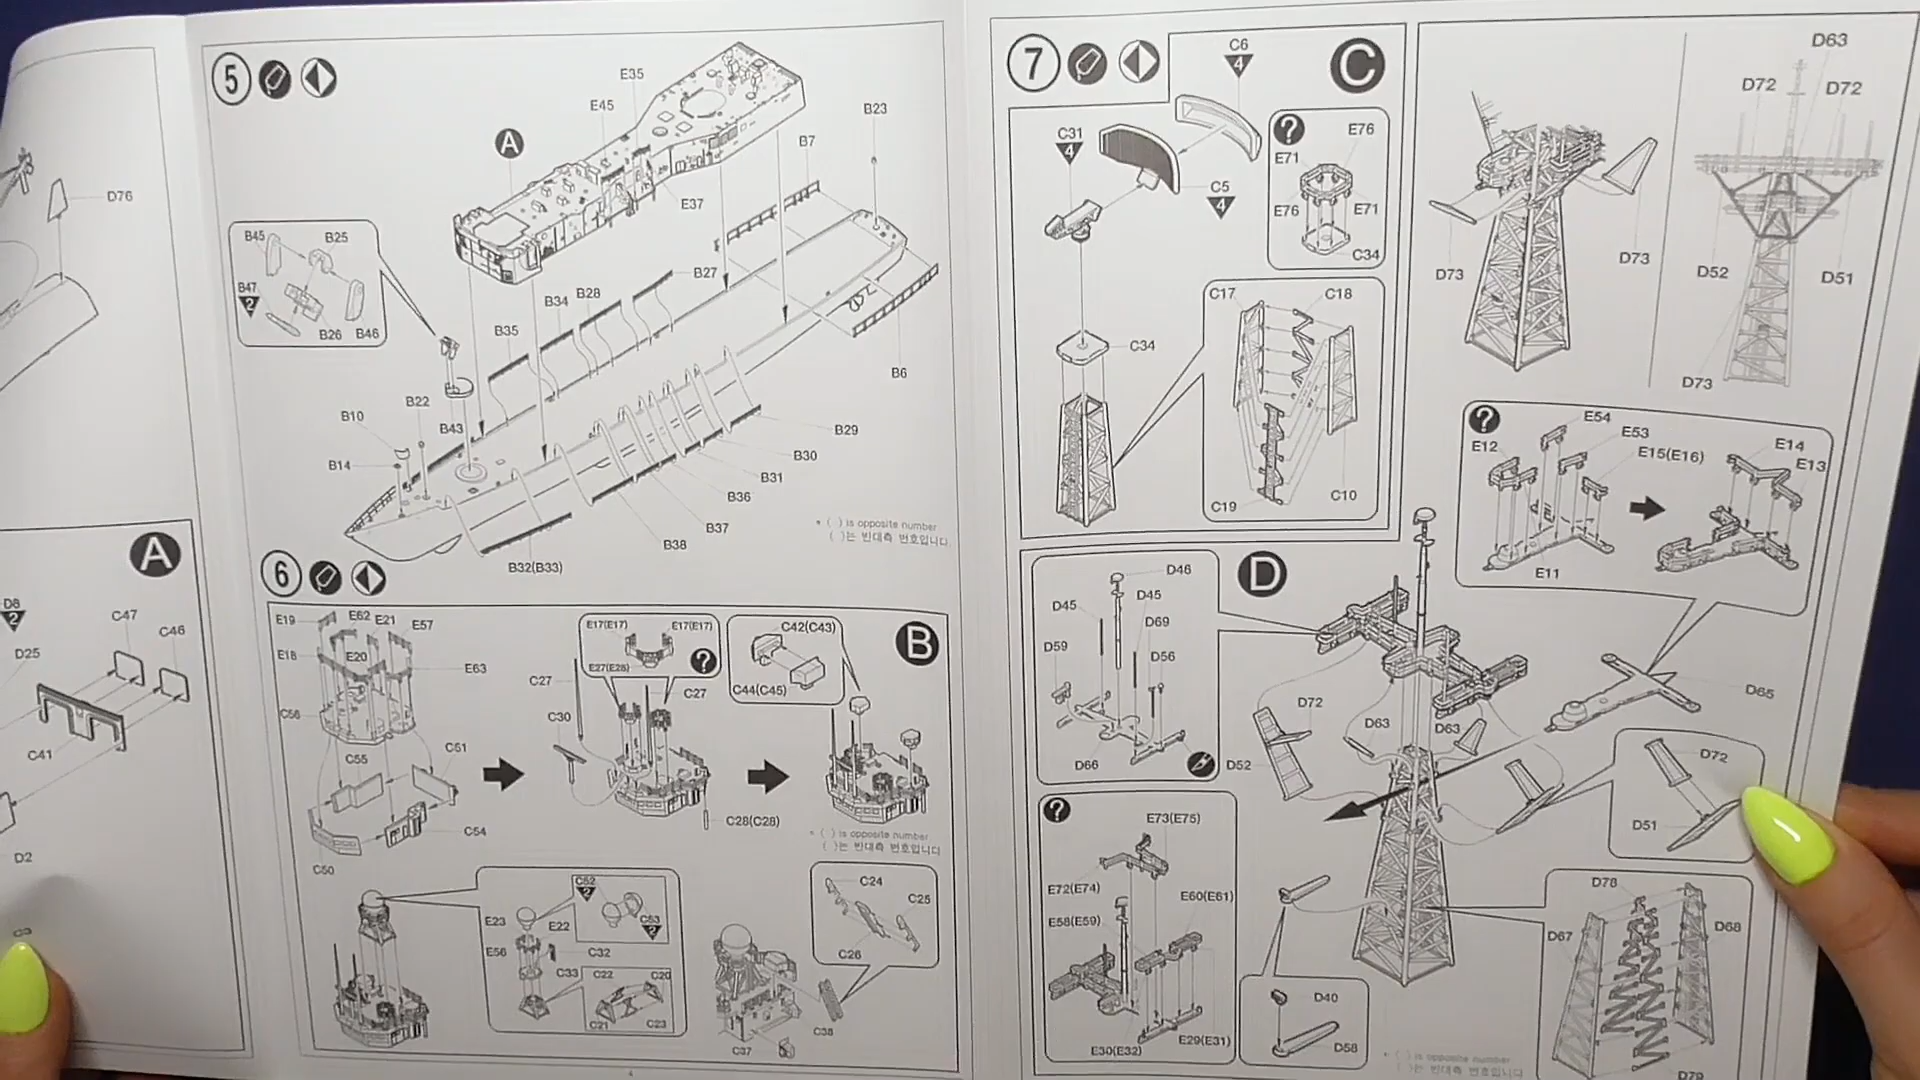 D76
A
D8
2
C47
C46
D25
C41
D2
5
A
E35
E45
E37
B23
B7
B45
B25
B47
2
B26
B46
B27
B28
B34
B35
B6
B22
B10
B43
B14
B29
B30
B31
B36
B37
B38
B32(B33)
* ( ) is opposite number
( )는 반대측 번호입니다
6
B
E19
E62
E21
E57
E18
E20
E63
C56
C51
C55
C54
C50
E17(E17)
E17(E17)
E27(E28)
?
C27
C27
C30
C28(C28)
C42(C43)
C44(C45)
* ( ) is opposite number
( )는 반대측 번호입니다
C52
2
C53
2
E23
E22
E56
C32
C33
C22
C20
C21
C23
C24
C25
C26
C38
C37
4
7
C
C6
4
C31
4
C5
4
?
E76
E71
E76
E71
C34
C34
C17
C18
C19
C10
D63
D72
D72
D73
D73
D52
D51
D73
?
E54
E12
E53
E15(E16)
E14
E13
E11
D
D46
D45
D45
D69
D59
D56
D66
D65
D72
D63
D63
D52
D72
D51
?
E73(E75)
E72(E74)
E60(E61)
E58(E59)
E29(E31)
E30(E32)
D40
D58
D78
D67
D68
D79
* ( ) is opposite number
( )는 반대측 번호입니다